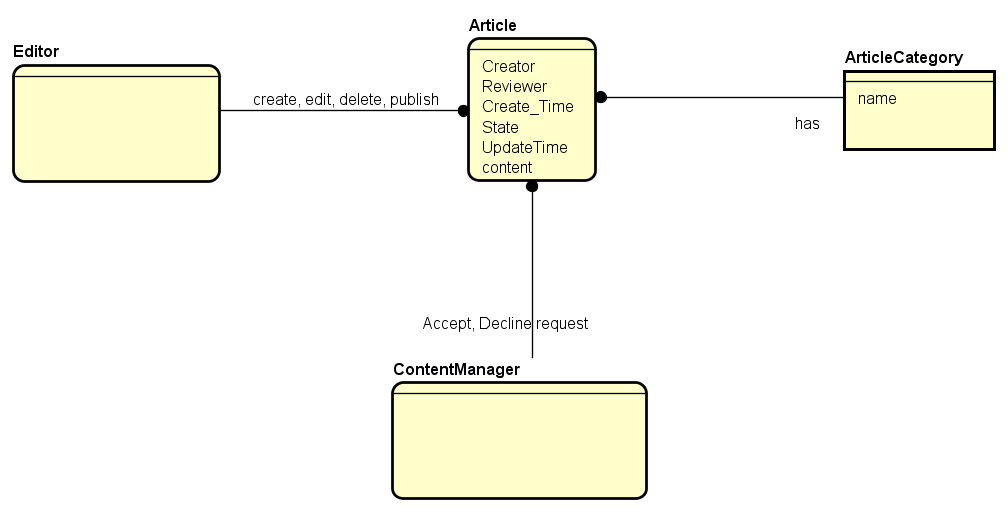 Editor
create, edit, delete, publish
Article
Creator
Reviewer
Create_Time
State
UpdateTime
content
ArticleCategory
name
has
Accept, Decline request
ContentManager